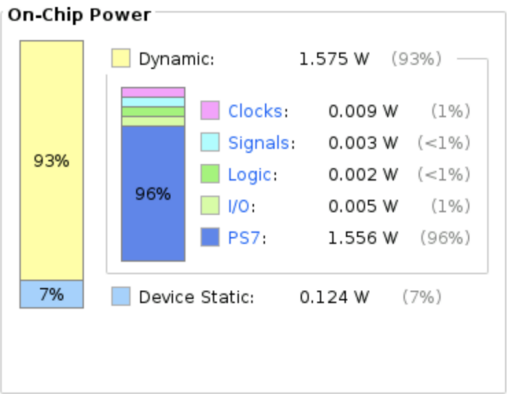 On-Chip Power
Dynamic: 1.575 W (93%)
Clocks: 0.009 W (1%)
Signals: 0.003 W (<1%)
Logic: 0.002 W (<1%)
I/O: 0.005 W (1%)
PS7: 1.556 W (96%)
93%
96%
7%
Device Static: 0.124 W (7%)